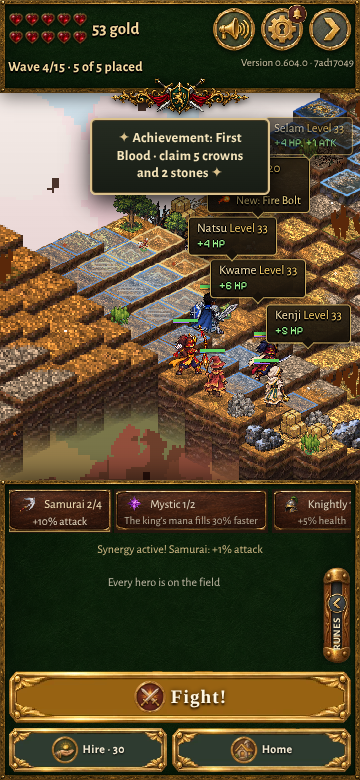 53 gold
Wave 4/15 · 5 of 5 placed
Version 0.604.0 · 7ad17049
✦ Achievement: First
Blood · claim 5 crowns
and 2 stones ✦
Selam Level 33
+4 HP, +1 ATK
20
New: Fire Bolt
Natsu Level 33
+4 HP
Kwame Level 33
+6 HP
Kenji Level 33
+8 HP
Samurai 2/4
+10% attack
Mystic 1/2
The king's mana fills 30% faster
Knightly
+5% health
Synergy active! Samurai: +1% attack
Every hero is on the field
RUNES
Fight!
Hire · 30
Home